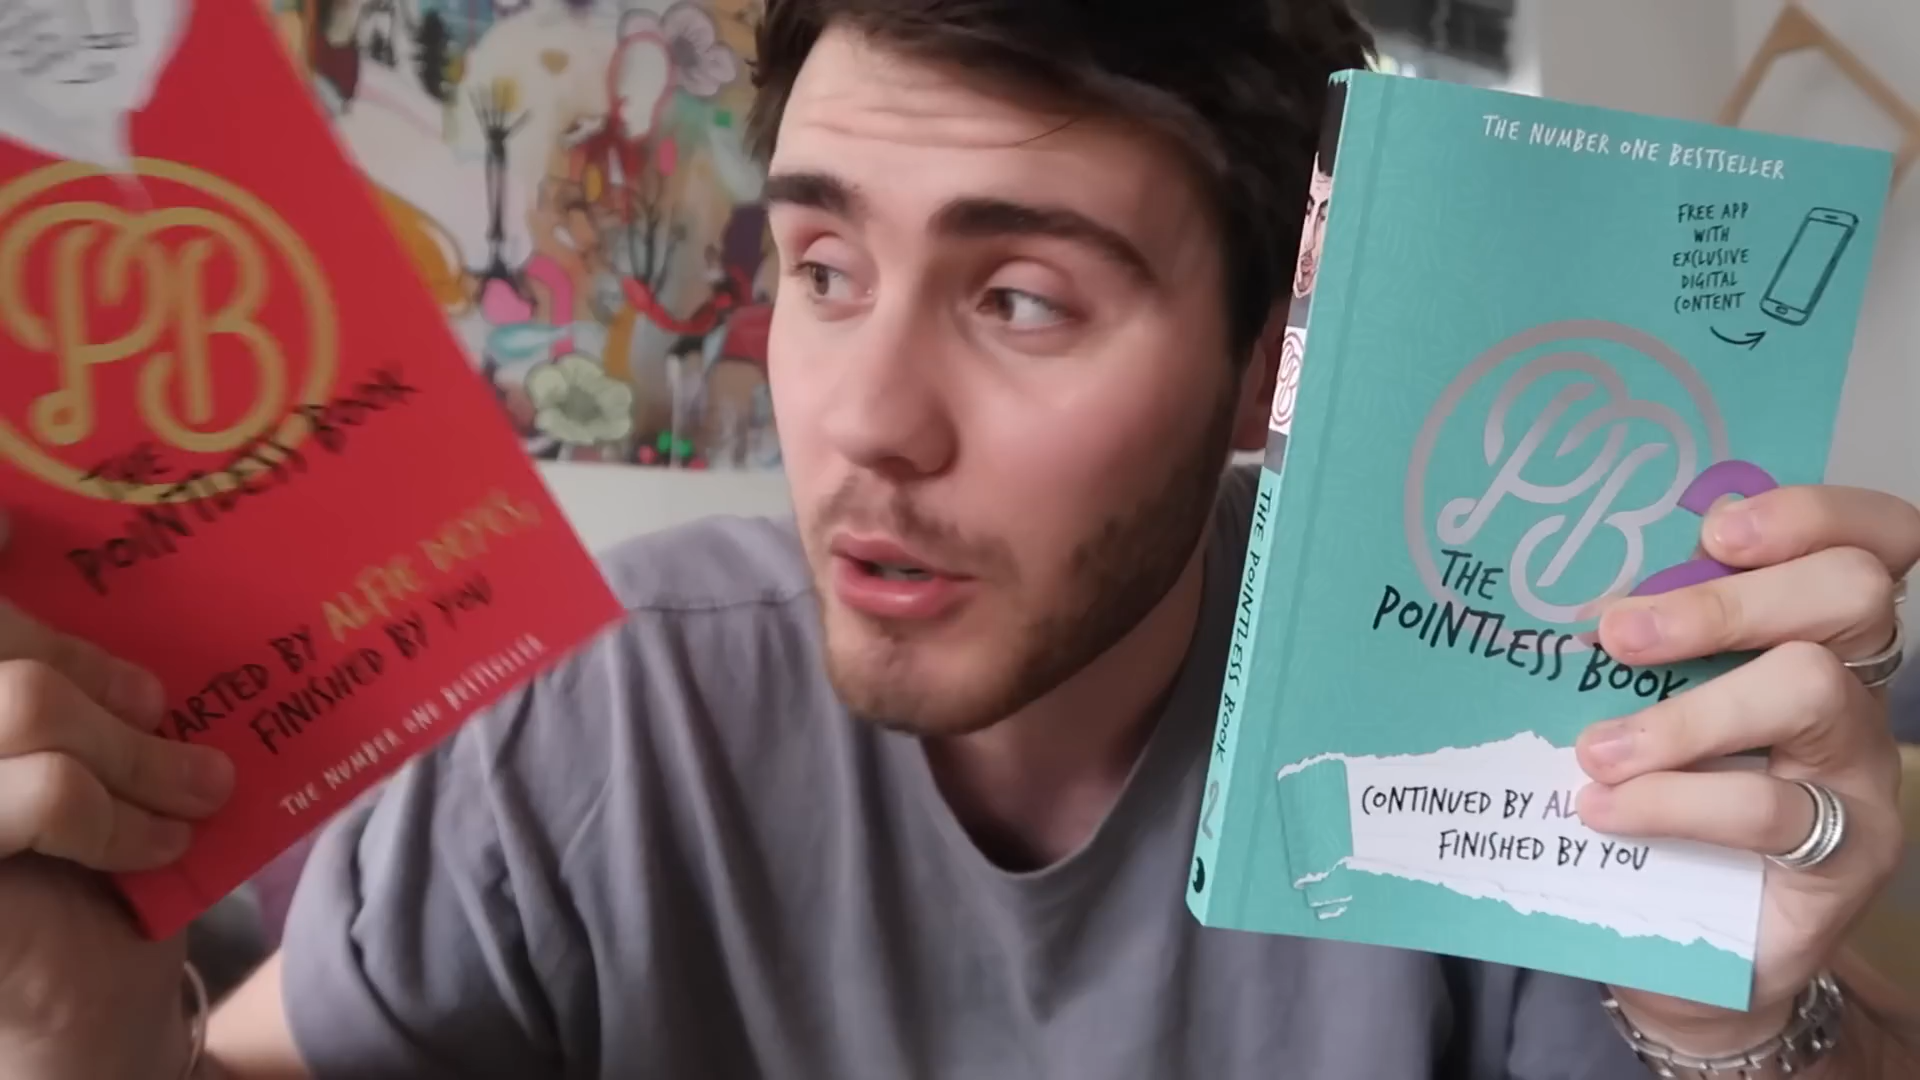 PB
THE
POINTLESS BOOK
STARTED BY ALFIE DEYES,
FINISHED BY YOU
THE NUMBER ONE BESTSELLER
THE NUMBER ONE BESTSELLER
FREE APP
WITH
EXCLUSIVE
DIGITAL
CONTENT
PB
2
THE
POINTLESS BOOK
CONTINUED BY AL
FINISHED BY YOU
PB
THE POINTLESS BOOK 2